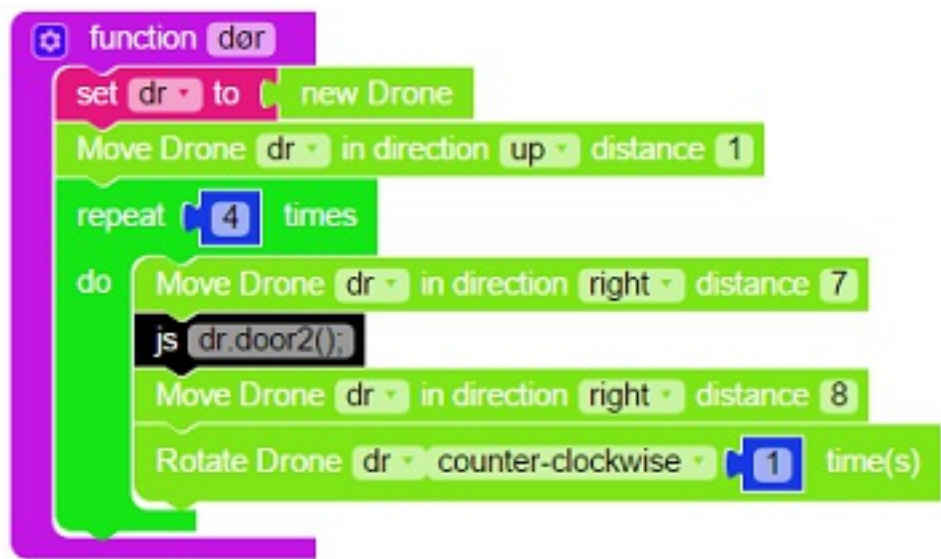 function dør
set dr to new Drone
Move Drone dr in direction up distance 1
repeat 4 times
do Move Drone dr in direction right distance 7
js dr.door2();
Move Drone dr in direction right distance 8
Rotate Drone dr counter-clockwise 1 time(s)